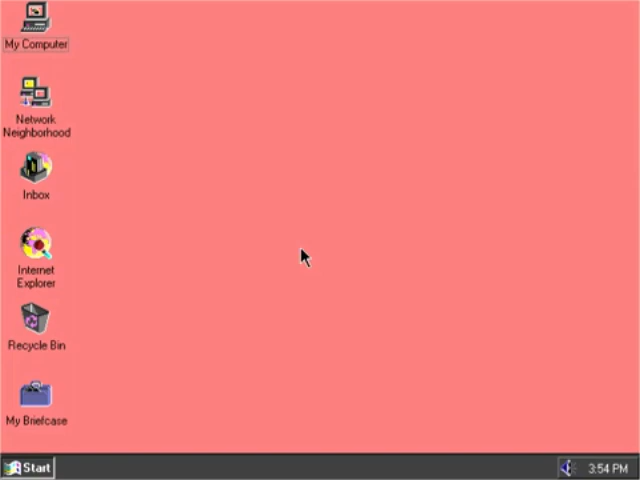 My Computer
Network
Neighborhood
Inbox
Internet
Explorer
Recycle Bin
My Briefcase
Start
3:54 PM